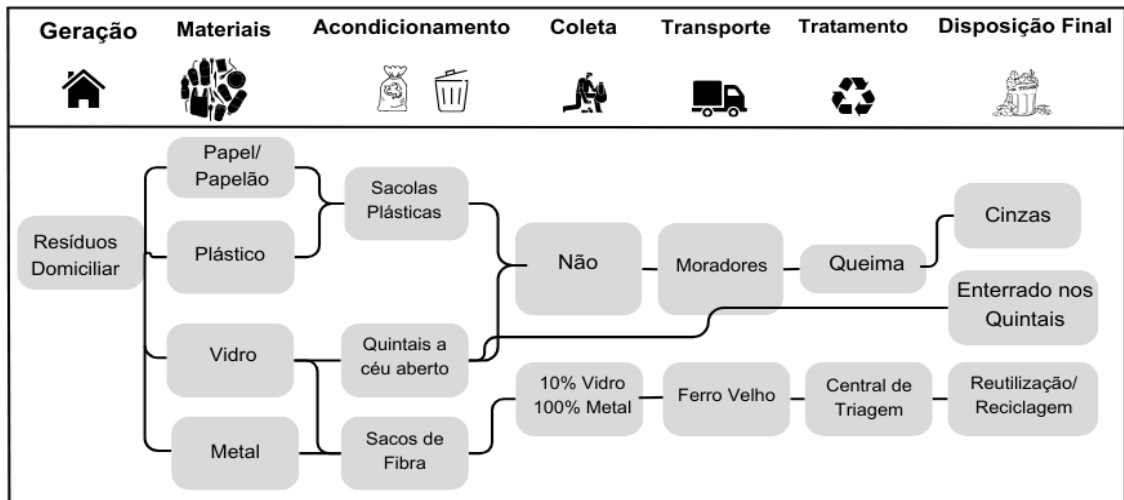 Geração Materiais Acondicionamento Coleta Transporte Tratamento Disposição Final
Papel/
Papelão
Sacolas
Plásticas
Cinzas
Resíduos
Domiciliar
Plástico
Não
Moradores
Queima
Enterrado nos
Quintais
Vidro
Quintais a
céu aberto
10% Vidro
100% Metal
Ferro Velho
Central de
Triagem
Reutilização/
Reciclagem
Metal
Sacos de
Fibra